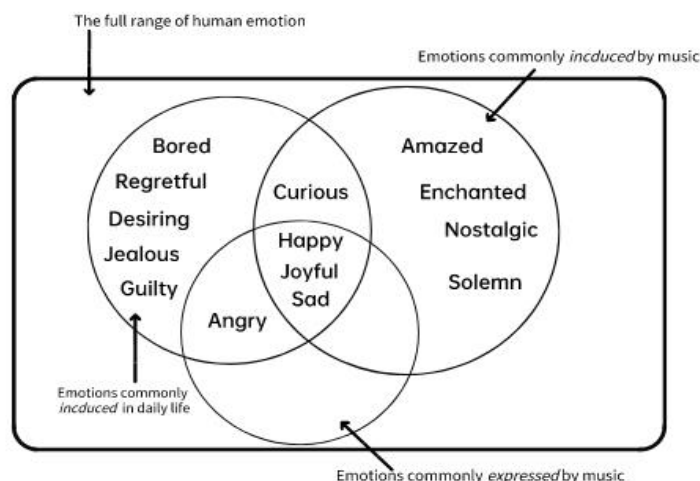 The full range of human emotion
Emotions commonly incduced by music
Bored
Regretful
Desiring
Jealous
Guilty
Curious
Happy
Joyful
Sad
Angry
Amazed
Enchanted
Nostalgic
Solemn
Emotions commonly
incduced in daily life
Emotions commonly expressed by music